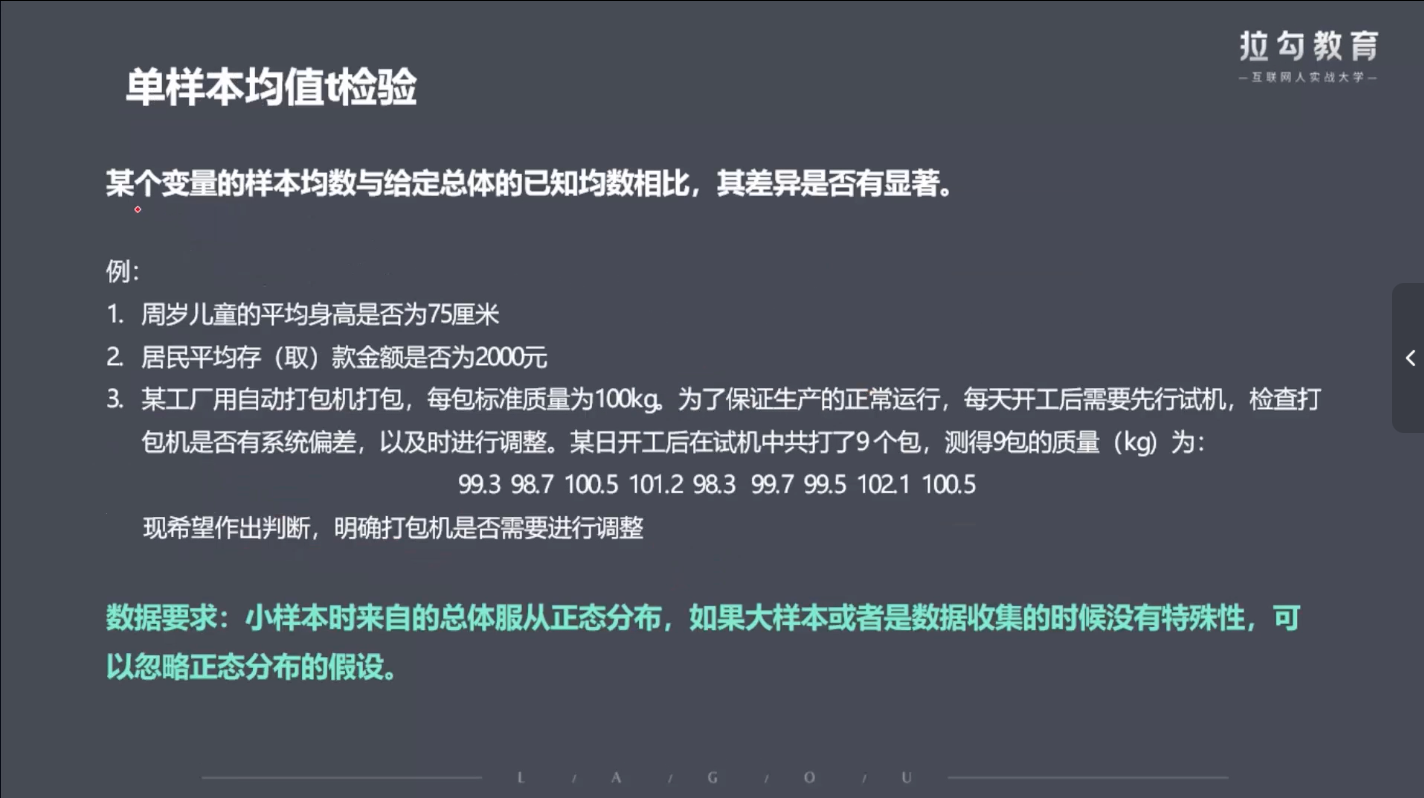 拉勾教育
互联网人实战大学
单样本均值t检验
某个变量的样本均数与给定总体的已知均数相比，其差异是否有显著。
例：
1. 周岁儿童的平均身高是否为75厘米
2. 居民平均存（取）款金额是否为2000元
3. 某工厂用自动打包机打包，每包标准质量为100kg。为了保证生产的正常运行，每天开工后需要先行试机，检查打
包机是否有系统偏差，以及时进行调整。某日开工后在试机中共打了9个包，测得9包的质量（kg）为：
99.3 98.7 100.5 101.2 98.3 99.7 99.5 102.1 100.5
现希望作出判断，明确打包机是否需要进行调整
数据要求：小样本时来自的总体服从正态分布，如果大样本或者是数据收集的时候没有特殊性，可
以忽略正态分布的假设。
L / A / G / O / U